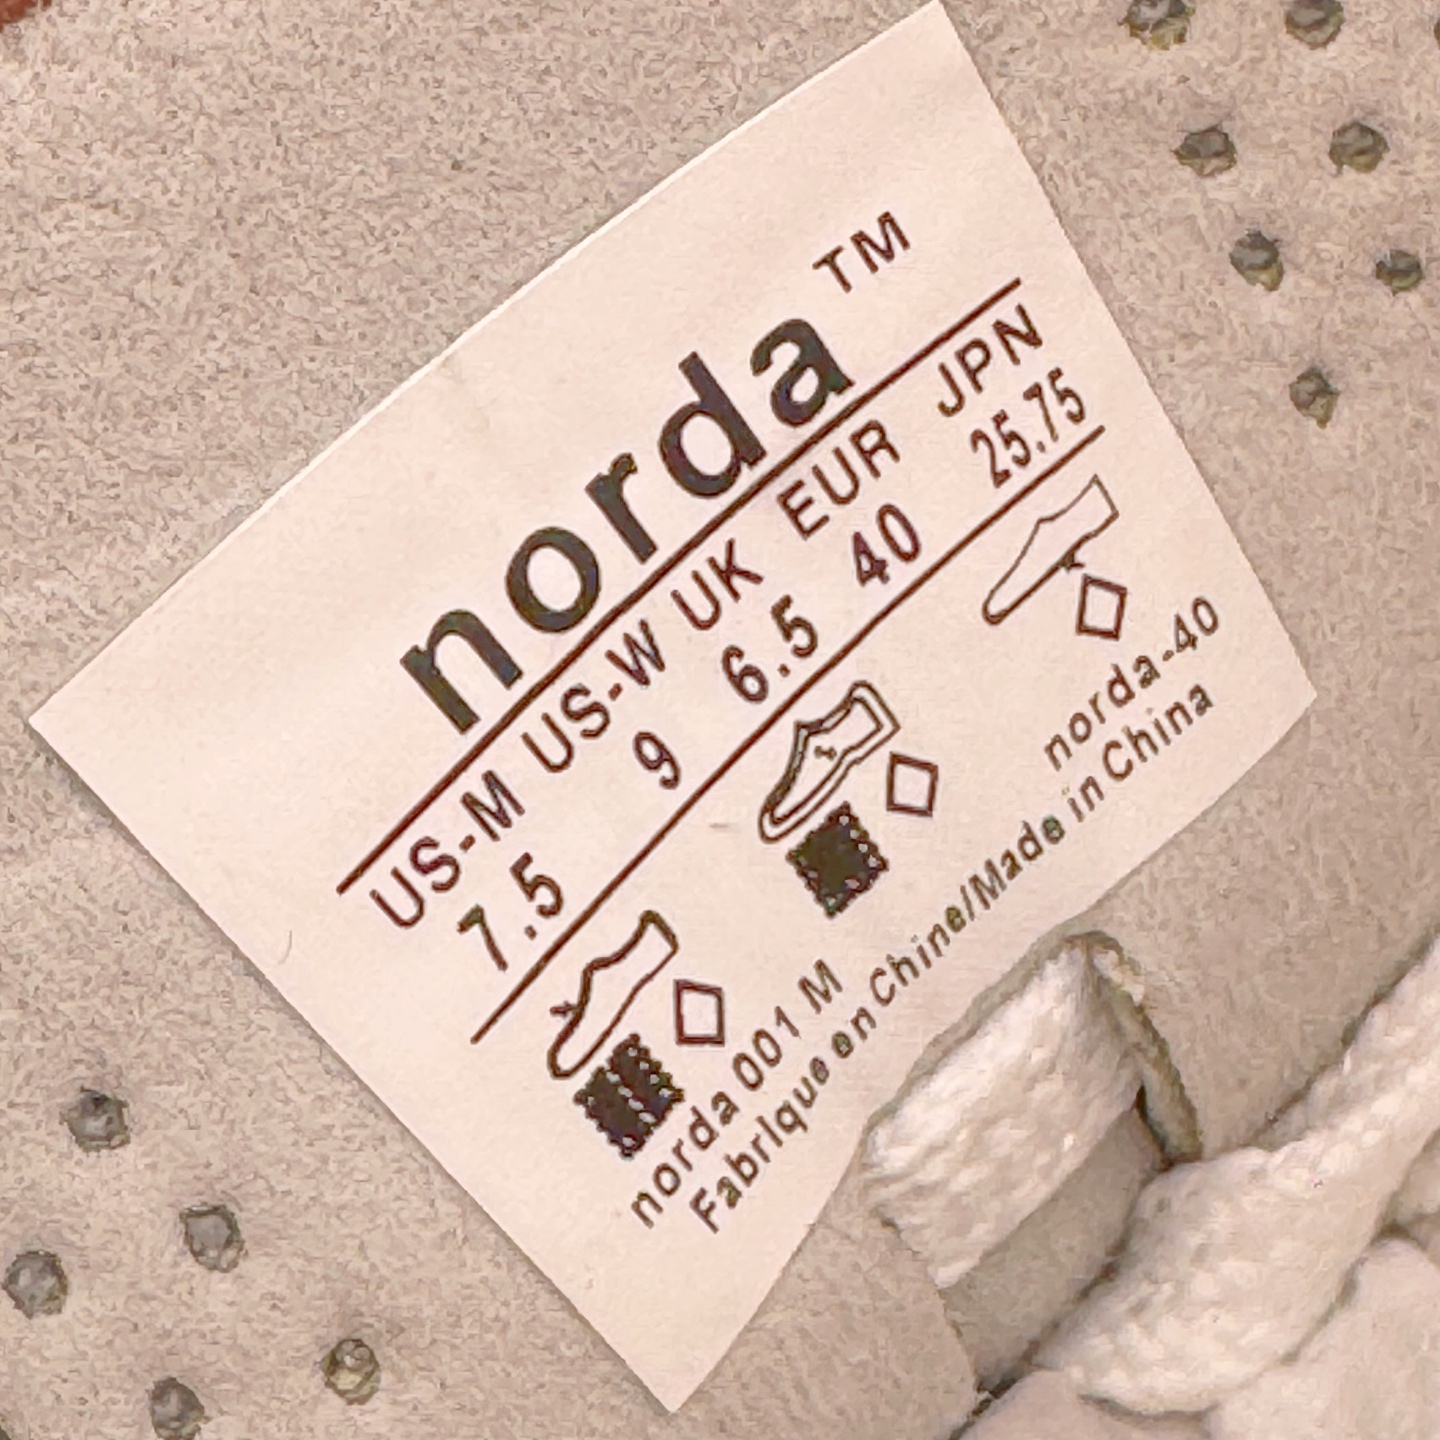 norda™
US-M US-W UK EUR JPN
7.5 9 6.5 40 25.75
norda 001 M norda-40
Fabrique en Chine/Made in China